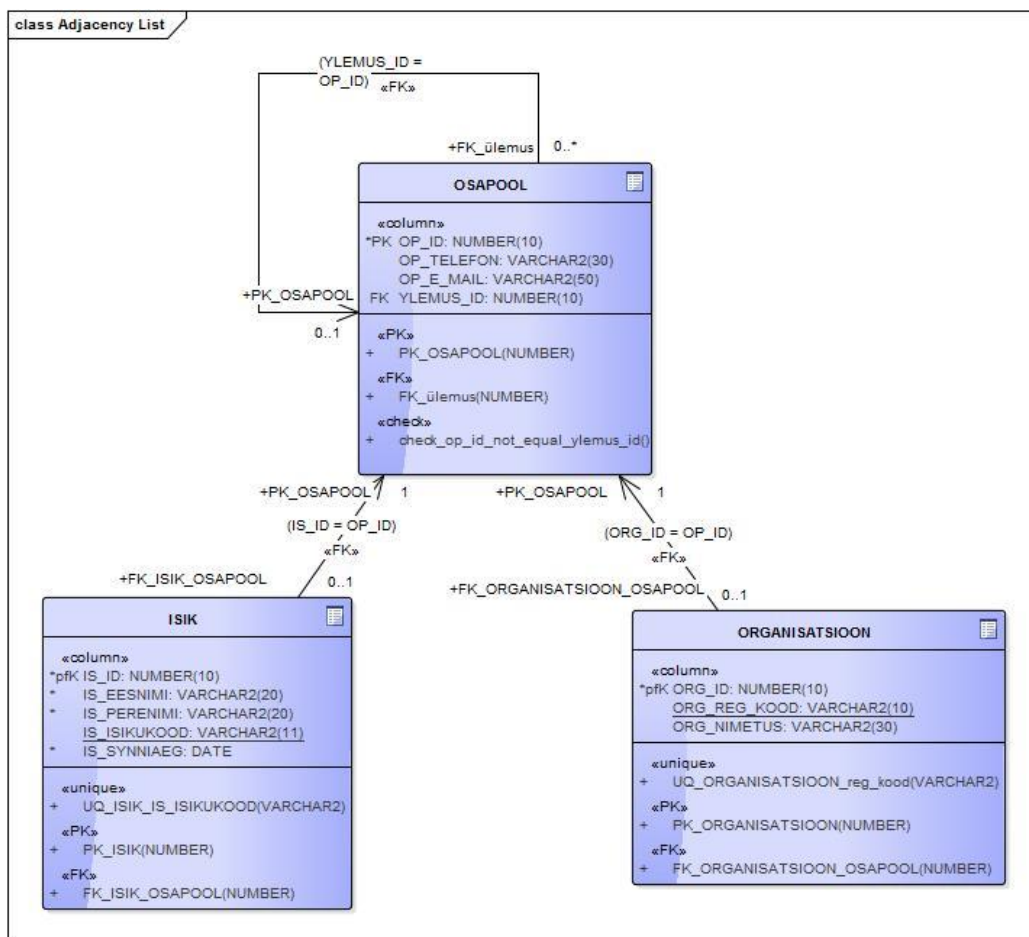 class Adjacency List
(YLEMUS_ID =
OP_ID) «FK»
+FK_ülemus 0..*
OSAPOOL
«column»
*PK OP_ID: NUMBER(10)
OP_TELEFON: VARCHAR2(30)
OP_E_MAIL: VARCHAR2(50)
FK YLEMUS_ID: NUMBER(10)
+PK_OSAPOOL
0..1
«PK»
+ PK_OSAPOOL(NUMBER)
«FK»
+ FK_ülemus(NUMBER)
«check»
+ check_op_id_not_equal_ylemus_id()
+PK_OSAPOOL 1
+PK_OSAPOOL 1
(IS_ID = OP_ID)
«FK»
(ORG_ID = OP_ID)
«FK»
+FK_ISIK_OSAPOOL 0..1
+FK_ORGANISATSIOON_OSAPOOL 0..1
ISIK
«column»
*pfK IS_ID: NUMBER(10)
* IS_EESNIMI: VARCHAR2(20)
* IS_PERENIMI: VARCHAR2(20)
IS_ISIKUKOOD: VARCHAR2(11)
* IS_SYNNIAEG: DATE
«unique»
+ UQ_ISIK_IS_ISIKUKOOD(VARCHAR2)
«PK»
+ PK_ISIK(NUMBER)
«FK»
+ FK_ISIK_OSAPOOL(NUMBER)
ORGANISATSIOON
«column»
*pfK ORG_ID: NUMBER(10)
ORG_REG_KOOD: VARCHAR2(10)
ORG_NIMETUS: VARCHAR2(30)
«unique»
+ UQ_ORGANISATSIOON_reg_kood(VARCHAR2)
«PK»
+ PK_ORGANISATSIOON(NUMBER)
«FK»
+ FK_ORGANISATSIOON_OSAPOOL(NUMBER)